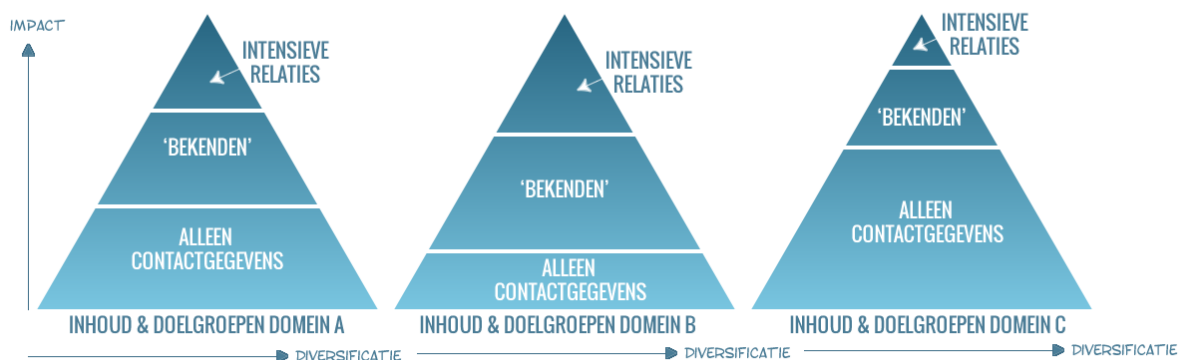 IMPACT
INTENSIEVE
RELATIES
'BEKENDEN'
ALLEEN
CONTACTGEGEVENS
INHOUD & DOELGROEPEN DOMEIN A
DIVERSIFICATIE
INTENSIEVE
RELATIES
'BEKENDEN'
ALLEEN
CONTACTGEGEVENS
INHOUD & DOELGROEPEN DOMEIN B
DIVERSIFICATIE
INTENSIEVE
RELATIES
'BEKENDEN'
ALLEEN
CONTACTGEGEVENS
INHOUD & DOELGROEPEN DOMEIN C
DIVERSIFICATIE